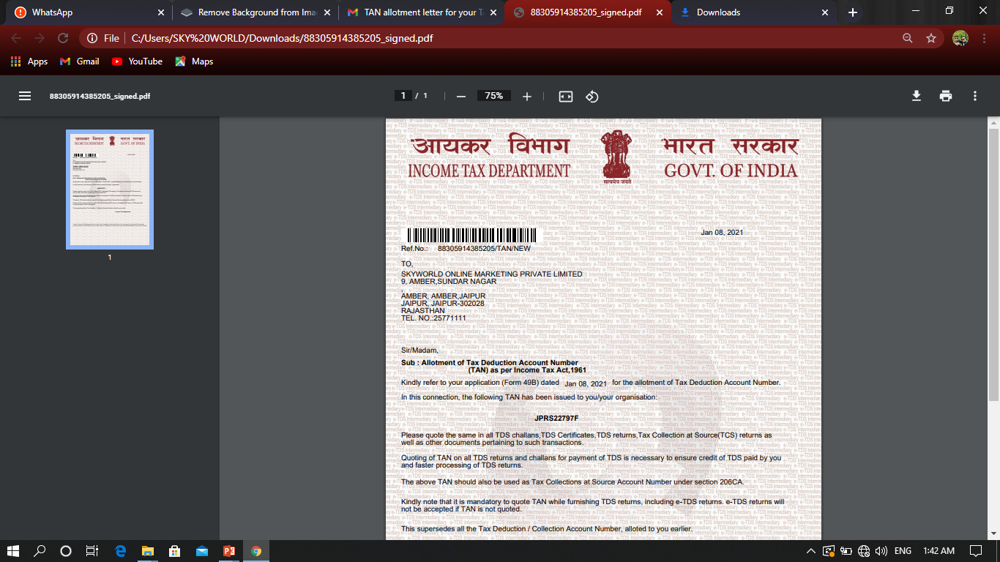 WhatsApp
Remove Background from Ima
TAN allotment letter for your T
88305914385205_signed.pdf
Downloads
File
C:/Users/SKY%20WORLD/Downloads/88305914385205_signed.pdf
Apps
Gmail
YouTube
Maps
88305914385205_signed.pdf
1 / 1
75%
1
आयकर विभाग
भारत सरकार
INCOME TAX DEPARTMENT
सत्यमेव जयते
GOVT. OF INDIA
Jan 08, 2021
Ref.No.: 88305914385205/TAN/NEW
TO,
SKYWORLD ONLINE MARKETING PRIVATE LIMITED
9, AMBER,SUNDAR NAGAR
,
AMBER, AMBER,JAIPUR
JAIPUR, JAIPUR-302028
RAJASTHAN
TEL. NO.:25771111
Sir/Madam,
Sub : Allotment of Tax Deduction Account Number
(TAN) as per Income Tax Act,1961
Kindly refer to your application (Form 49B) dated Jan 08, 2021 for the allotment of Tax Deduction Account Number.
In this connection, the following TAN has been issued to you/your organisation:
JPRS22797F
Please quote the same in all TDS challans,TDS Certificates,TDS returns,Tax Collection at Source(TCS) returns as
well as other documents pertaining to such transactions.
Quoting of TAN on all TDS returns and challans for payment of TDS is necessary to ensure credit of TDS paid by you
and faster processing of TDS returns.
The above TAN should also be used as Tax Collections at Source Account Number under section 206CA.
Kindly note that it is mandatory to quote TAN while furnishing TDS returns, including e-TDS returns. e-TDS returns will
not be accepted if TAN is not quoted.
This supersedes all the Tax Deduction / Collection Account Number, alloted to you earlier.
ENG
1:42 AM